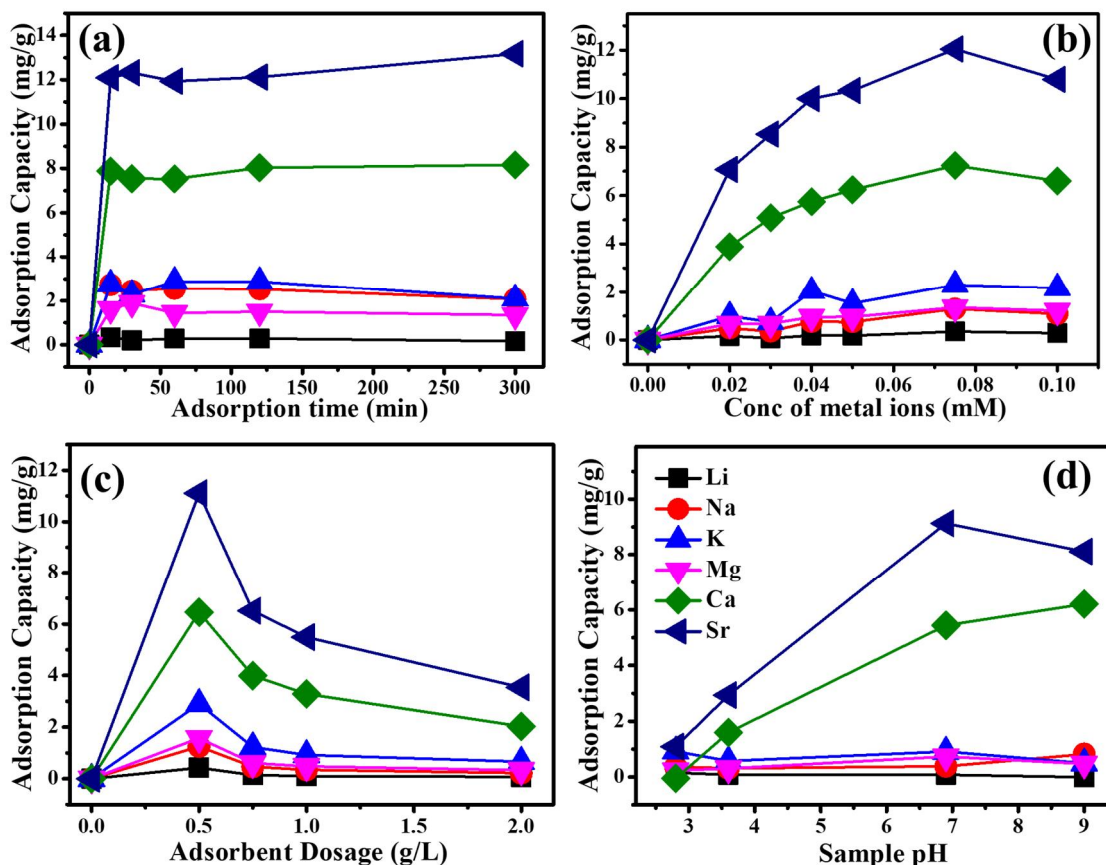 (a)
Adsorption Capacity (mg/g)
14
12
10
8
6
4
2
0
0 50 100 150 200 250 300
Adsorption time (min)
(b)
Adsorption Capacity (mg/g)
12
10
8
6
4
2
0
0.00 0.02 0.04 0.06 0.08 0.10
Conc of metal ions (mM)
(c)
Adsorption Capacity (mg/g)
12
10
8
6
4
2
0
0.0 0.5 1.0 1.5 2.0
Adsorbent Dosage (g/L)
(d)
Adsorption Capacity (mg/g)
10
8
6
4
2
0
Li
Na
K
Mg
Ca
Sr
3 4 5 6 7 8 9
Sample pH